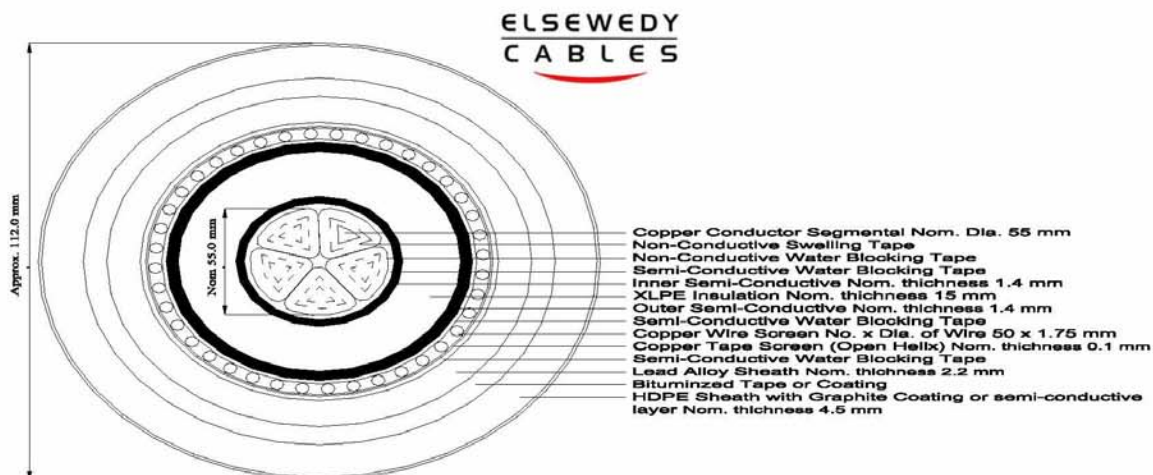 ELSEWEDY
CABLES
Approx. 112.0 mm
Nom 55.0 mm
Copper Conductor Segmental Nom. Dia. 55 mm
Non-Conductive Swelling Tape
Non-Conductive Water Blocking Tape
Semi-Conductive Water Blocking Tape
Inner Semi-Conductive Nom. thickness 1.4 mm
XLPE Insulation Nom. thickness 15 mm
Outer Semi-Conductive Nom. thickness 1.4 mm
Semi-Conductive Water Blocking Tape
Copper Wire Screen No. x Dia. of Wire 50 x 1.75 mm
Copper Tape Screen (Open Helix) Nom. thickness 0.1 mm
Semi-Conductive Water Blocking Tape
Lead Alloy Sheath Nom. thickness 2.2 mm
Bituminzed Tape or Coating
HDPE Sheath with Graphite Coating or semi-conductive
layer Nom. thichness 4.5 mm